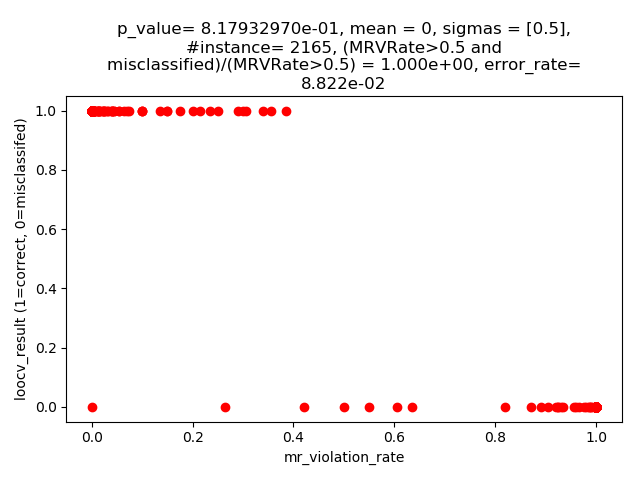 p_value= 8.17932970e-01, mean = 0, sigmas = [0.5],
#instance= 2165, (MRVRate>0.5 and
misclassified)/(MRVRate>0.5) = 1.000e+00, error_rate=
8.822e-02
1.0
0.8
0.6
0.4
0.2
0.0
loocv_result (1=correct, 0=misclassifed)
0.0 0.2 0.4 0.6 0.8 1.0
mr_violation_rate